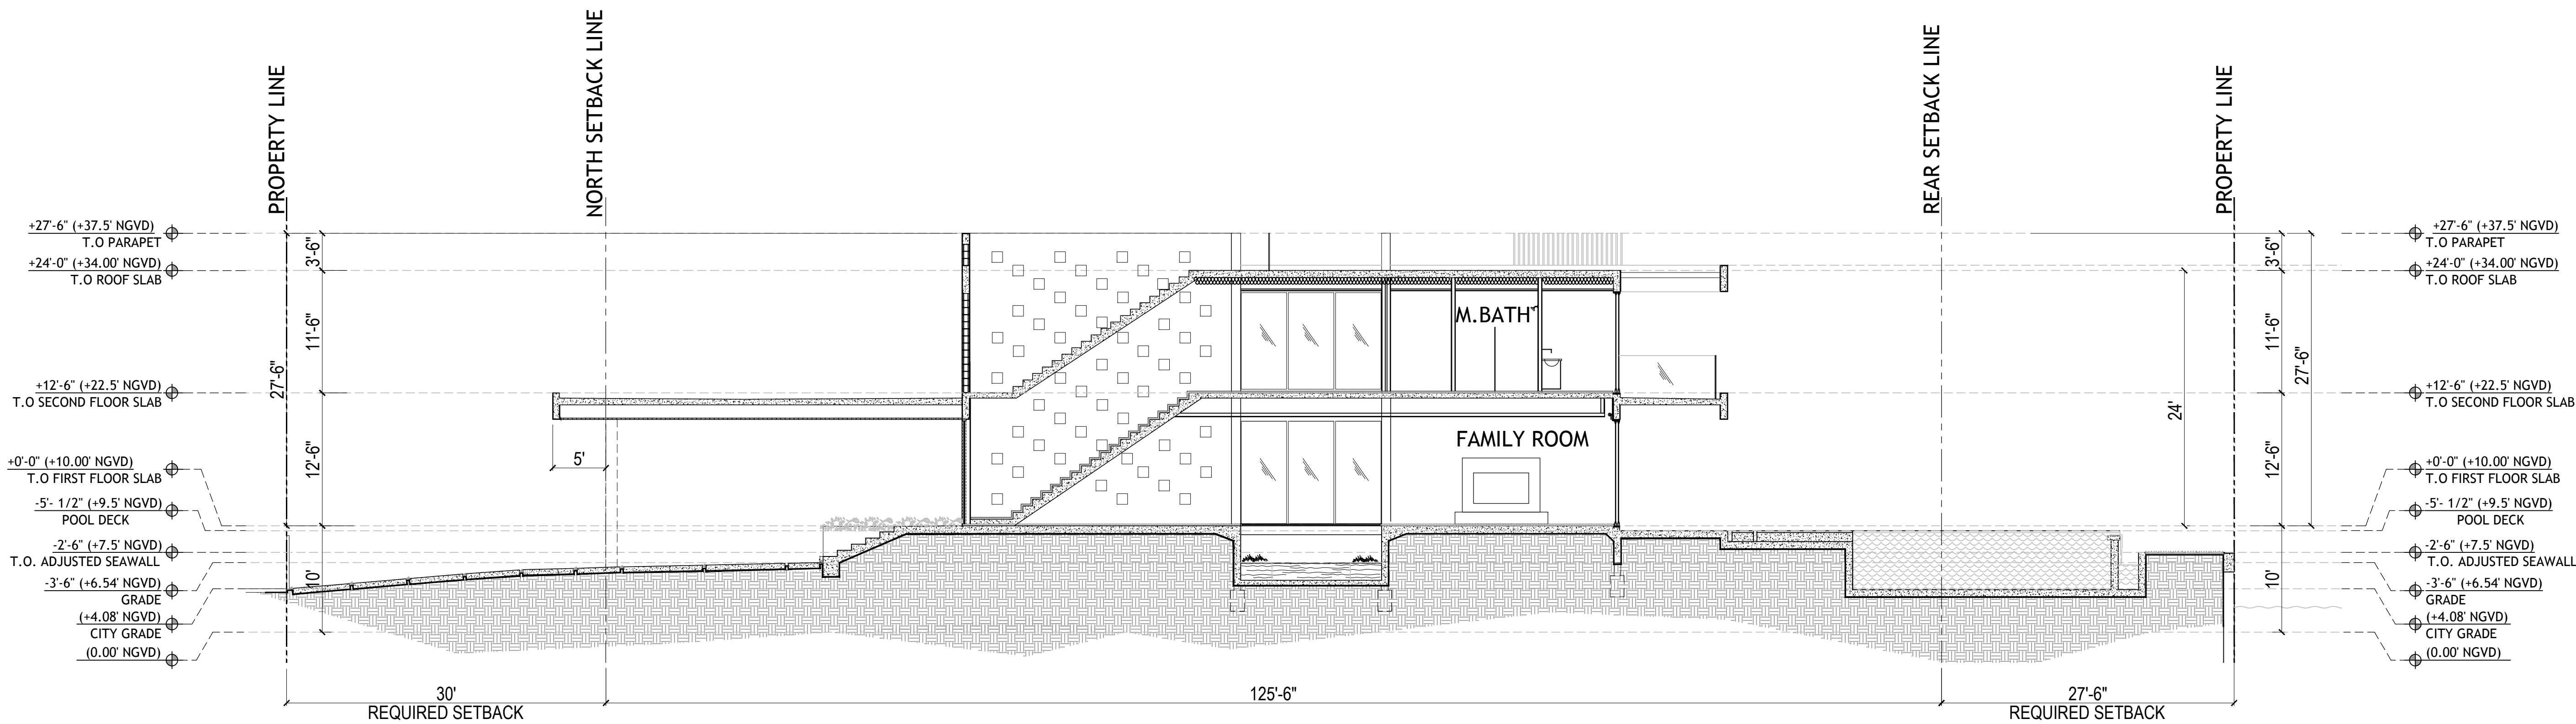 PROPERTY LINE
NORTH SETBACK LINE
REAR SETBACK LINE
PROPERTY LINE
+27'-6" (+37.5' NGVD)
T.O PARAPET
+24'-0" (+34.00' NGVD)
T.O ROOF SLAB
+12'-6" (+22.5' NGVD)
T.O SECOND FLOOR SLAB
+0'-0" (+10.00' NGVD)
T.O FIRST FLOOR SLAB
-5'- 1/2" (+9.5' NGVD)
POOL DECK
-2'-6" (+7.5' NGVD)
T.O. ADJUSTED SEAWALL
-3'-6" (+6.54' NGVD)
GRADE
(+4.08' NGVD)
CITY GRADE
(0.00' NGVD)
27'-6"
3'-6"
11'-6"
12'-6"
10'
5'
M.BATH
FAMILY ROOM
24'
3'-6"
11'-6"
12'-6"
10'
27'-6"
+27'-6" (+37.5' NGVD)
T.O PARAPET
+24'-0" (+34.00' NGVD)
T.O ROOF SLAB
+12'-6" (+22.5' NGVD)
T.O SECOND FLOOR SLAB
+0'-0" (+10.00' NGVD)
T.O FIRST FLOOR SLAB
-5'- 1/2" (+9.5' NGVD)
POOL DECK
-2'-6" (+7.5' NGVD)
T.O. ADJUSTED SEAWALL
-3'-6" (+6.54' NGVD)
GRADE
(+4.08' NGVD)
CITY GRADE
(0.00' NGVD)
30'
REQUIRED SETBACK
125'-6"
27'-6"
REQUIRED SETBACK